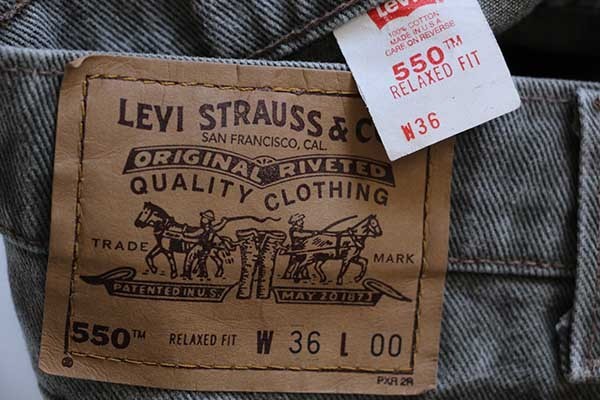 Levi's
100% COTTON
MADE IN U.S.A
CARE ON REVERSE
550™
RELAXED FIT
W36
LEVI STRAUSS & C
SAN FRANCISCO, CAL.
ORIGINAL RIVETED
QUALITY CLOTHING
TRADE MARK
PATENTED IN U.S. MAY 20 1873
550™ RELAXED FIT W 36 L 00
PXR 2R